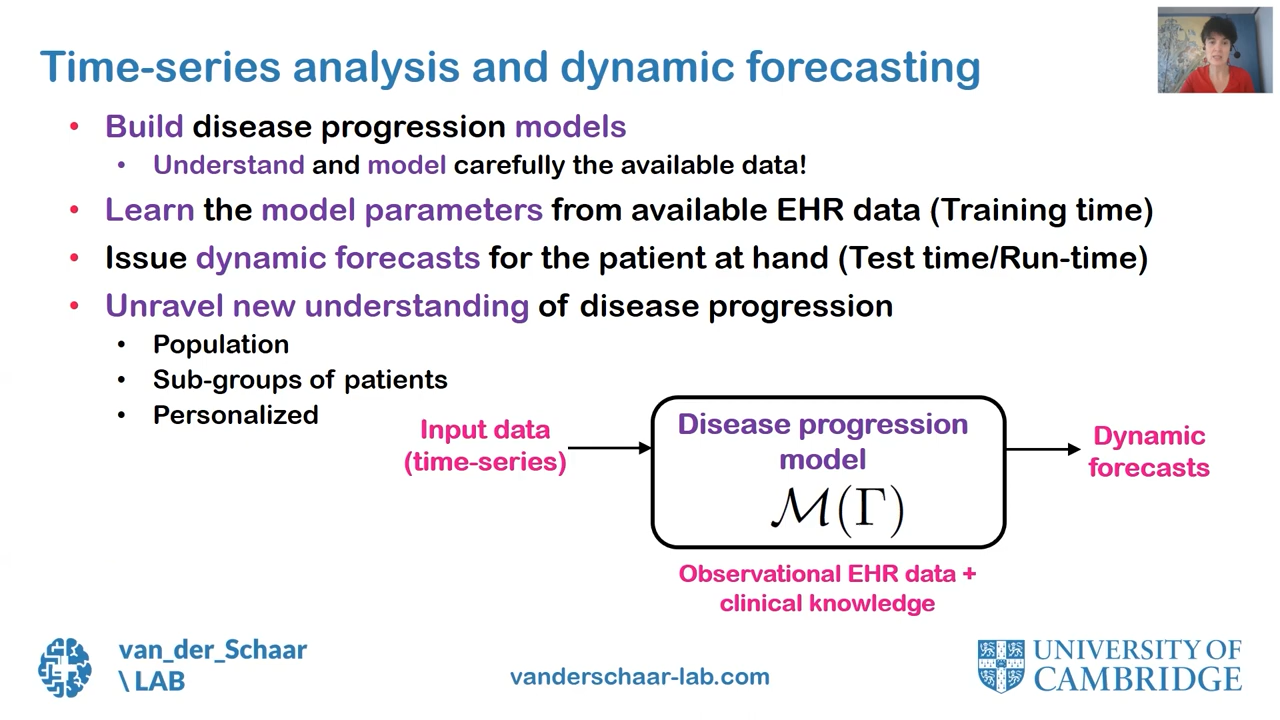 Time-series analysis and dynamic forecasting
• Build disease progression models
• Understand and model carefully the available data!
• Learn the model parameters from available EHR data (Training time)
• Issue dynamic forecasts for the patient at hand (Test time/Run-time)
• Unravel new understanding of disease progression
• Population
• Sub-groups of patients
• Personalized
Input data
(time-series)
Disease progression
model
ℳ(Γ)
Dynamic
forecasts
Observational EHR data +
clinical knowledge
van_der_Schaar
\ LAB
vanderschaar-lab.com
UNIVERSITY OF
CAMBRIDGE